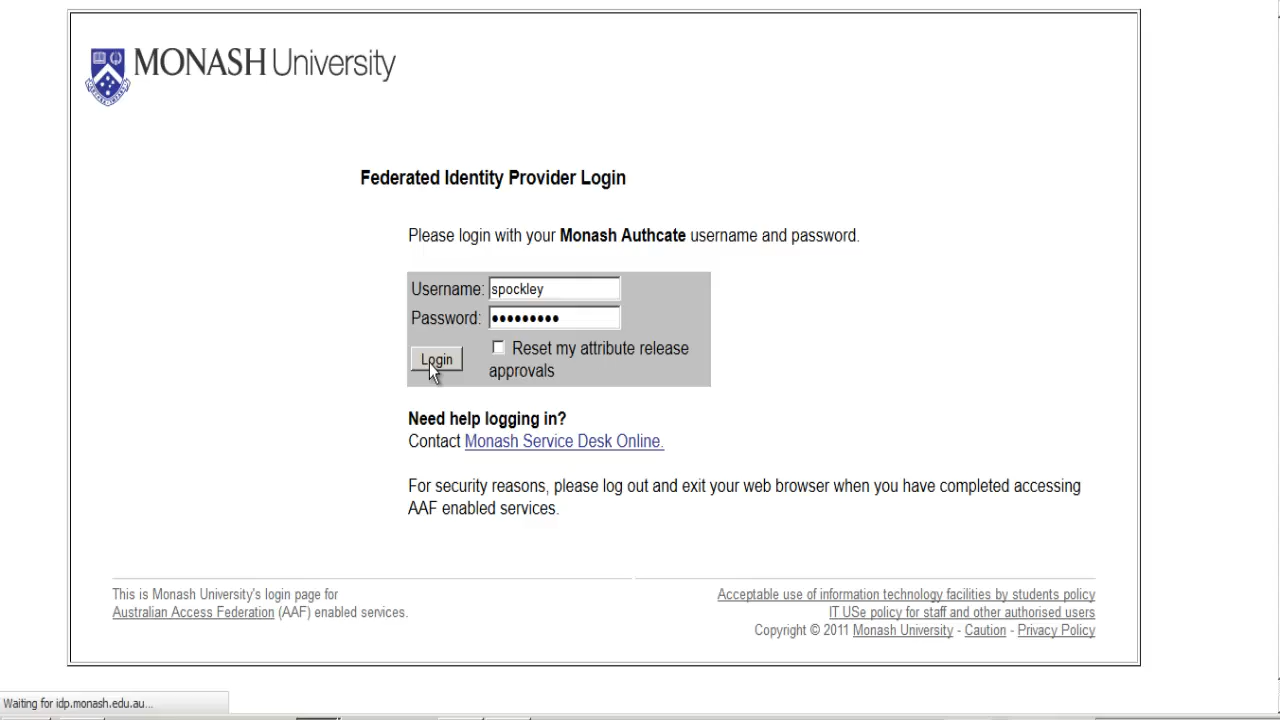 MONASH University
Federated Identity Provider Login
Please login with your Monash Authcate username and password.
Username: spockley
Password: •••••••••
Login
Reset my attribute release
approvals
Need help logging in?
Contact Monash Service Desk Online.
For security reasons, please log out and exit your web browser when you have completed accessing
AAF enabled services.
This is Monash University's login page for
Australian Access Federation (AAF) enabled services.
Acceptable use of information technology facilities by students policy
IT USe policy for staff and other authorised users
Copyright © 2011 Monash University - Caution - Privacy Policy
Waiting for idp.monash.edu.au...